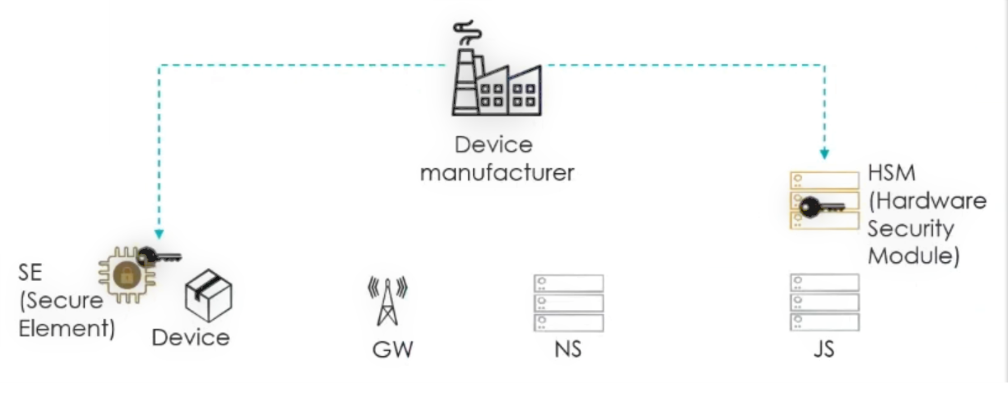 Device
manufacturer
HSM
(Hardware
Security
Module)
SE
(Secure
Element)
Device
GW
NS
JS